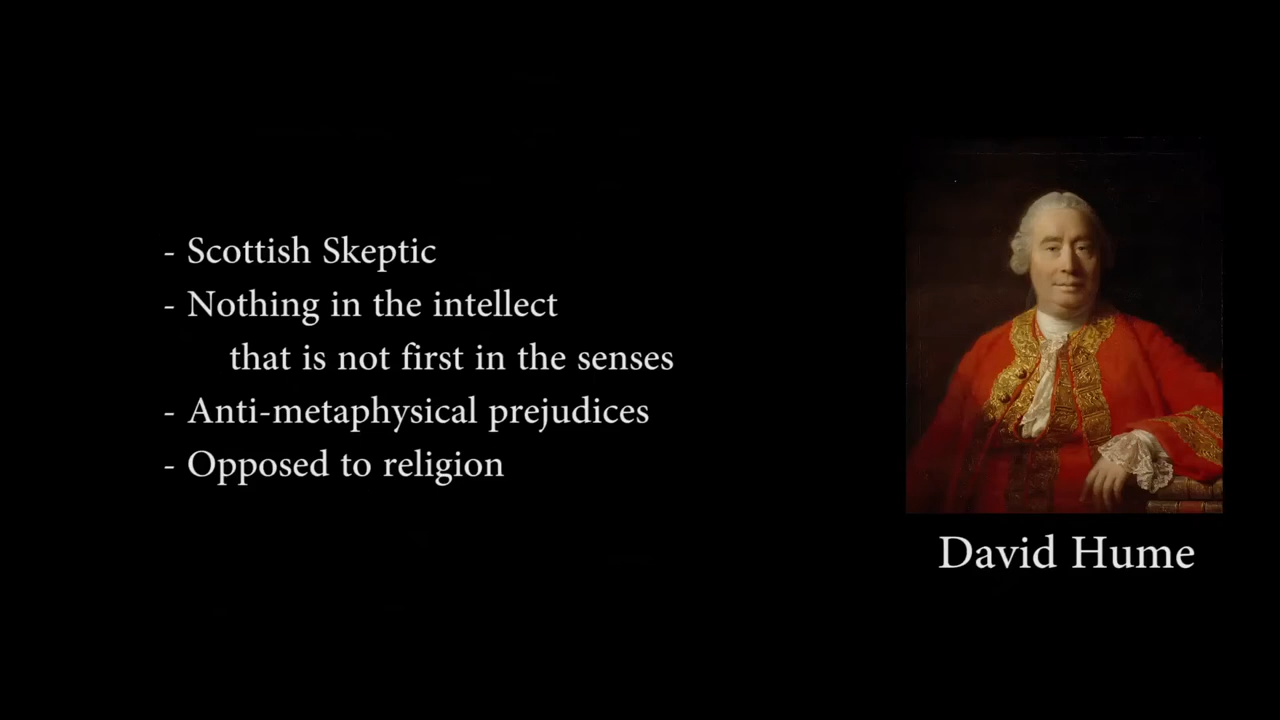 - Scottish Skeptic
- Nothing in the intellect
that is not first in the senses
- Anti-metaphysical prejudices
- Opposed to religion
David Hume